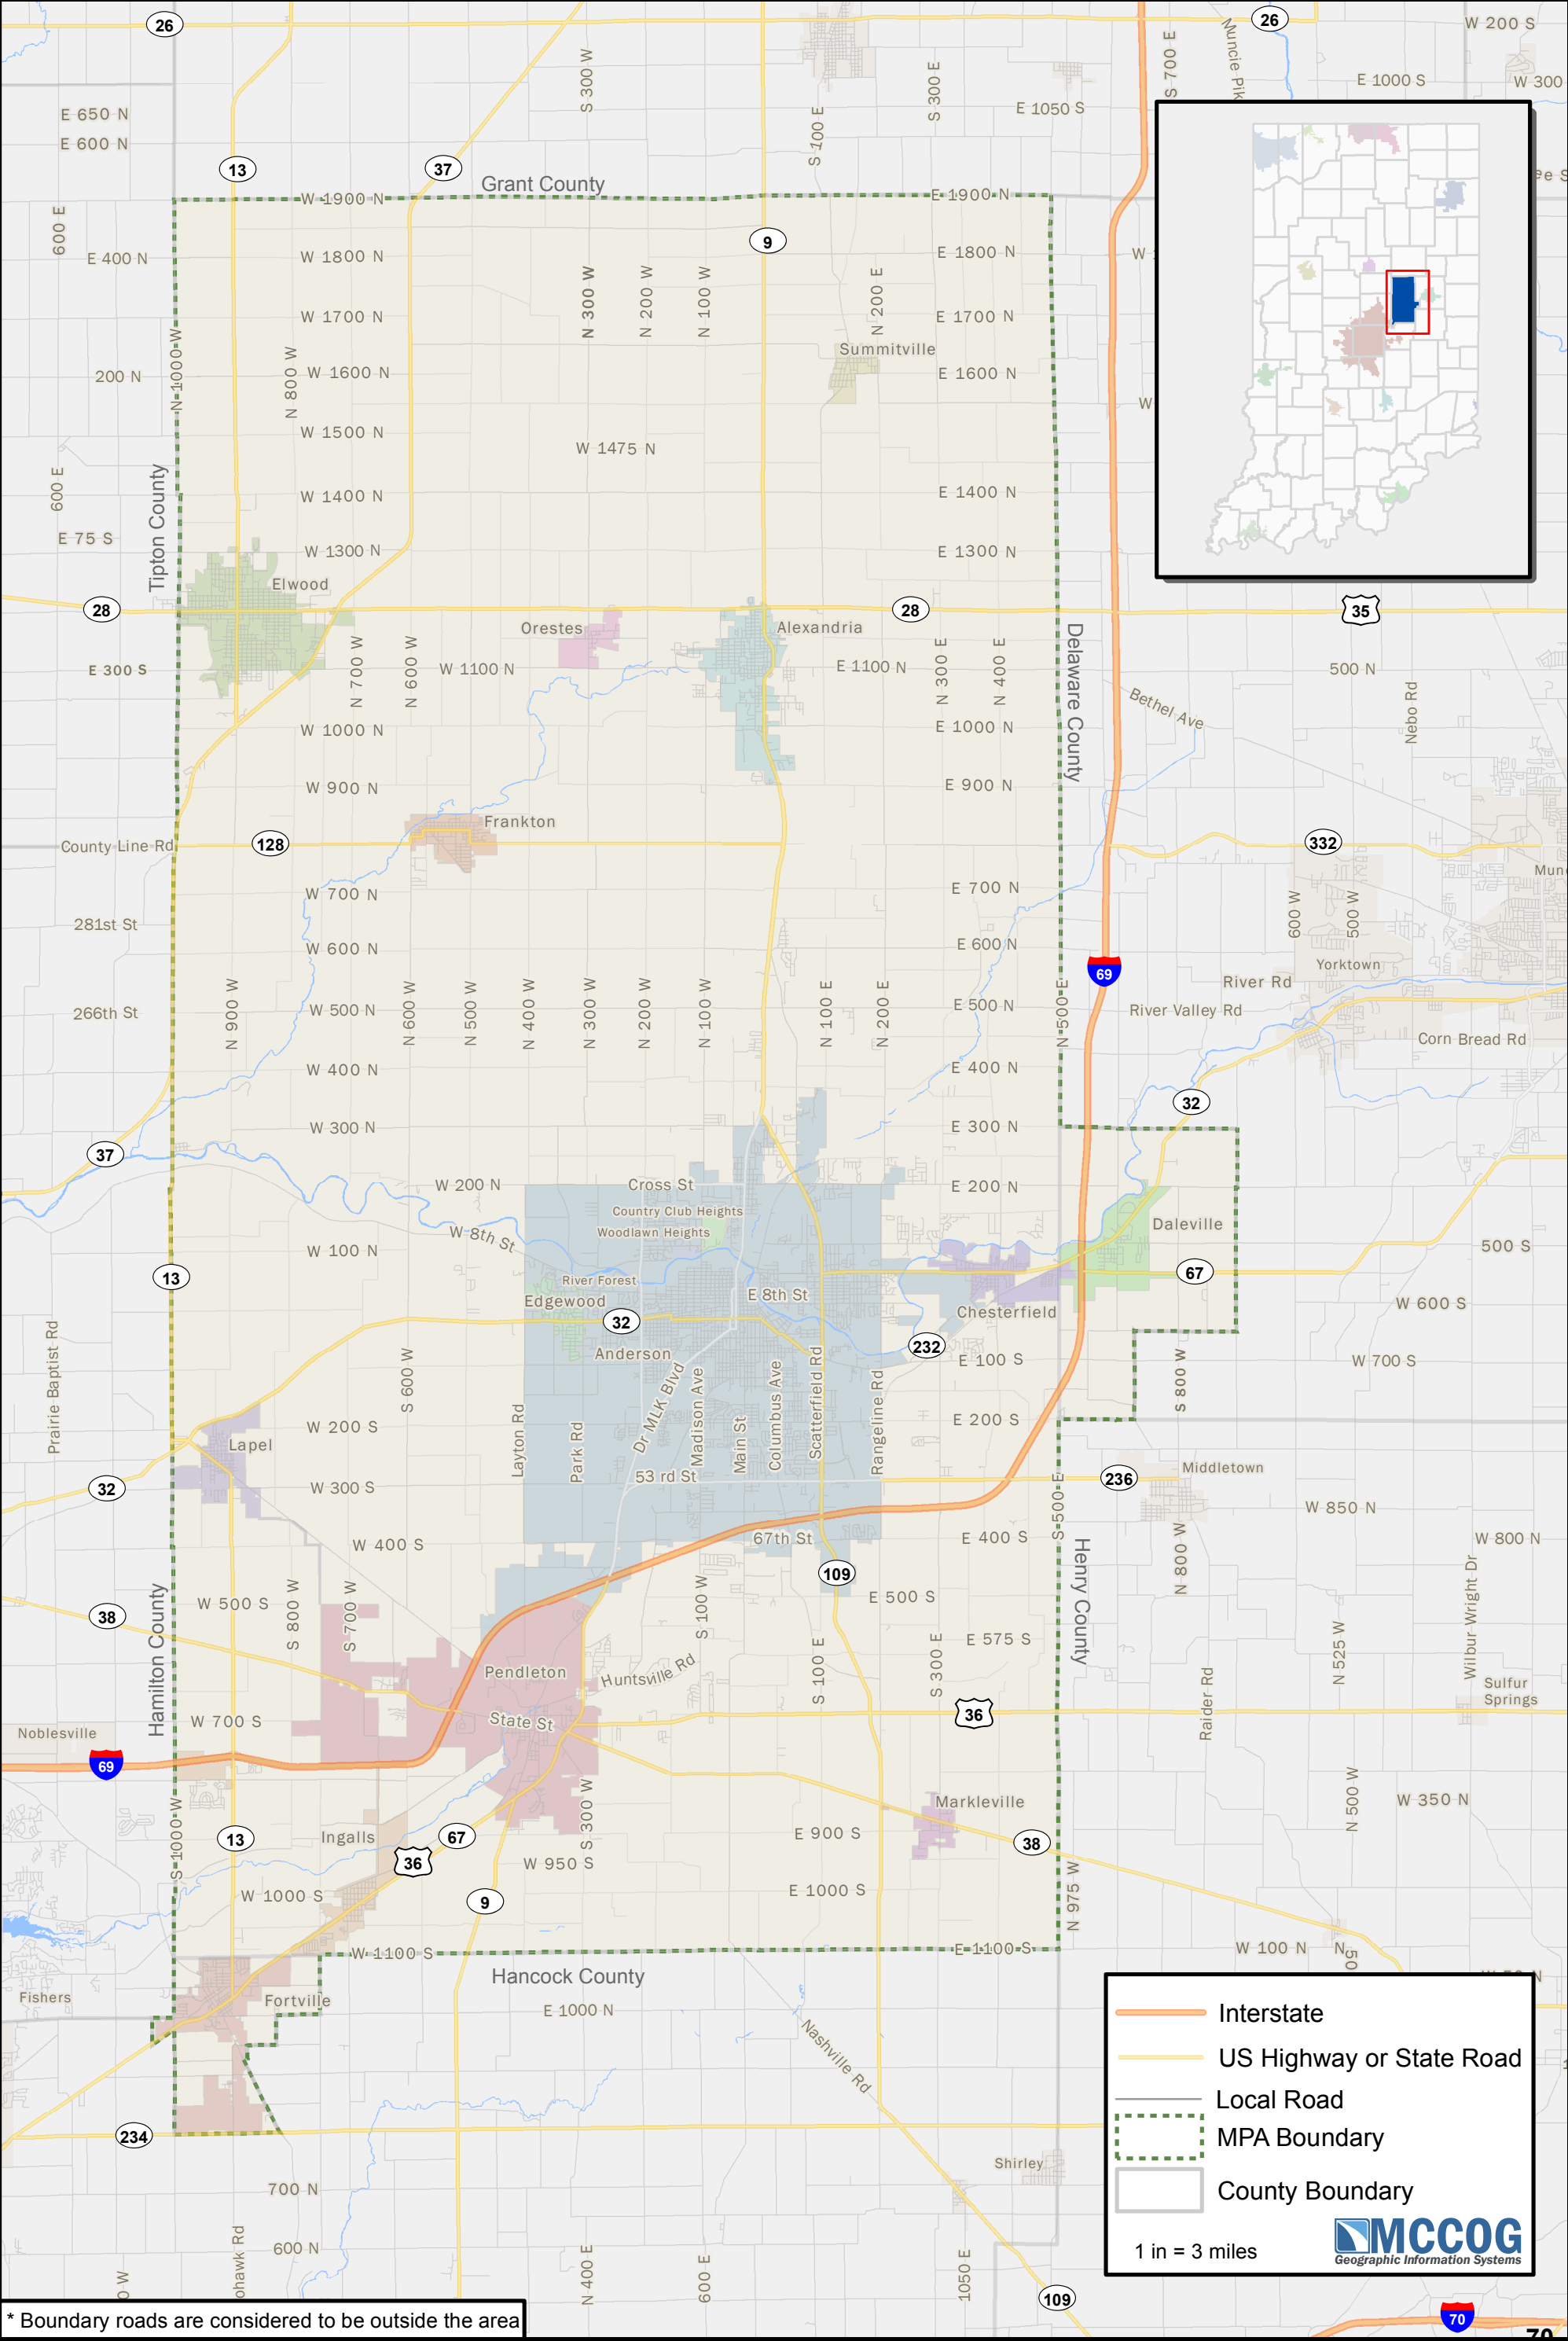 26
26
W 200 S
S 700 E
Muncie Pik
E 1000 S
W 300
S 300 W
S 100 E
S 300 E
E 1050 S
E 650 N
E 600 N
13
37
Grant County
W 1900 N
E 1900 N
600 E
E 400 N
W 1800 N
9
E 1800 N
N 300 W
N 200 W
N 100 W
N 200 E
W 1700 N
E 1700 N
N 1000 W
N 800 W
Summitville
200 N
W 1600 N
E 1600 N
W 1500 N
W 1475 N
Tipton County
600 E
W 1400 N
E 1400 N
E 75 S
W 1300 N
E 1300 N
Elwood
28
28
35
Orestes
Alexandria
Delaware County
E 300 S
N 700 W
N 600 W
W 1100 N
E 1100 N
N 300 E
N 400 E
500 N
Bethel Ave
Nebo Rd
W 1000 N
E 1000 N
W 900 N
E 900 N
Frankton
County Line Rd
128
332
W 700 N
E 700 N
600 W
500 W
281st St
W 600 N
E 600 N
69
Yorktown
River Rd
266th St
N 900 W
W 500 N
N 600 W
N 500 W
N 400 W
N 300 W
N 200 W
N 100 W
N 100 E
N 200 E
E 500 N
N 500 E
River Valley Rd
Corn Bread Rd
W 400 N
E 400 N
32
37
W 300 N
E 300 N
W 200 N
Cross St
E 200 N
Country Club Heights
Woodlawn Heights
Daleville
W 8th St
W 100 N
500 S
13
River Forest
67
Edgewood
E 8th St
Chesterfield
W 600 S
32
232
Anderson
E 100 S
W 700 S
Prairie Baptist Rd
S 600 W
Layton Rd
Park Rd
Dr MLK Blvd
Madison Ave
Main St
Columbus Ave
Scatterfield Rd
Rangeline Rd
S 800 W
W 200 S
E 200 S
Lapel
53 rd St
32
W 300 S
236
Middletown
S 500 E
W 850 N
W 400 S
67th St
E 400 S
W 800 N
Henry County
N 800 W
109
38
W 500 S
S 800 W
S 700 W
S 100 W
E 500 S
Hamilton County
E 575 S
Pendleton
Huntsville Rd
S 100 E
S 300 E
N 525 W
Wilbur Wright Dr
Raider Rd
Sulfur
Springs
Noblesville
W 700 S
State St
36
69
S 1000 W
S 300 W
Markleville
N 500 W
W 350 N
13
Ingalls
67
36
E 900 S
38
W 950 S
W 1000 S
9
E 1000 S
N 975 W
W 1100 S
E 1100 S
W 100 N
Hancock County
Fishers
Fortville
E 1000 N
Nashville Rd
234
Shirley
700 N
600 N
N 400 E
600 E
1050 E
109
Interstate
US Highway or State Road
Local Road
MPA Boundary
County Boundary
1 in = 3 miles
MCCOG
Geographic Information Systems
* Boundary roads are considered to be outside the area
70